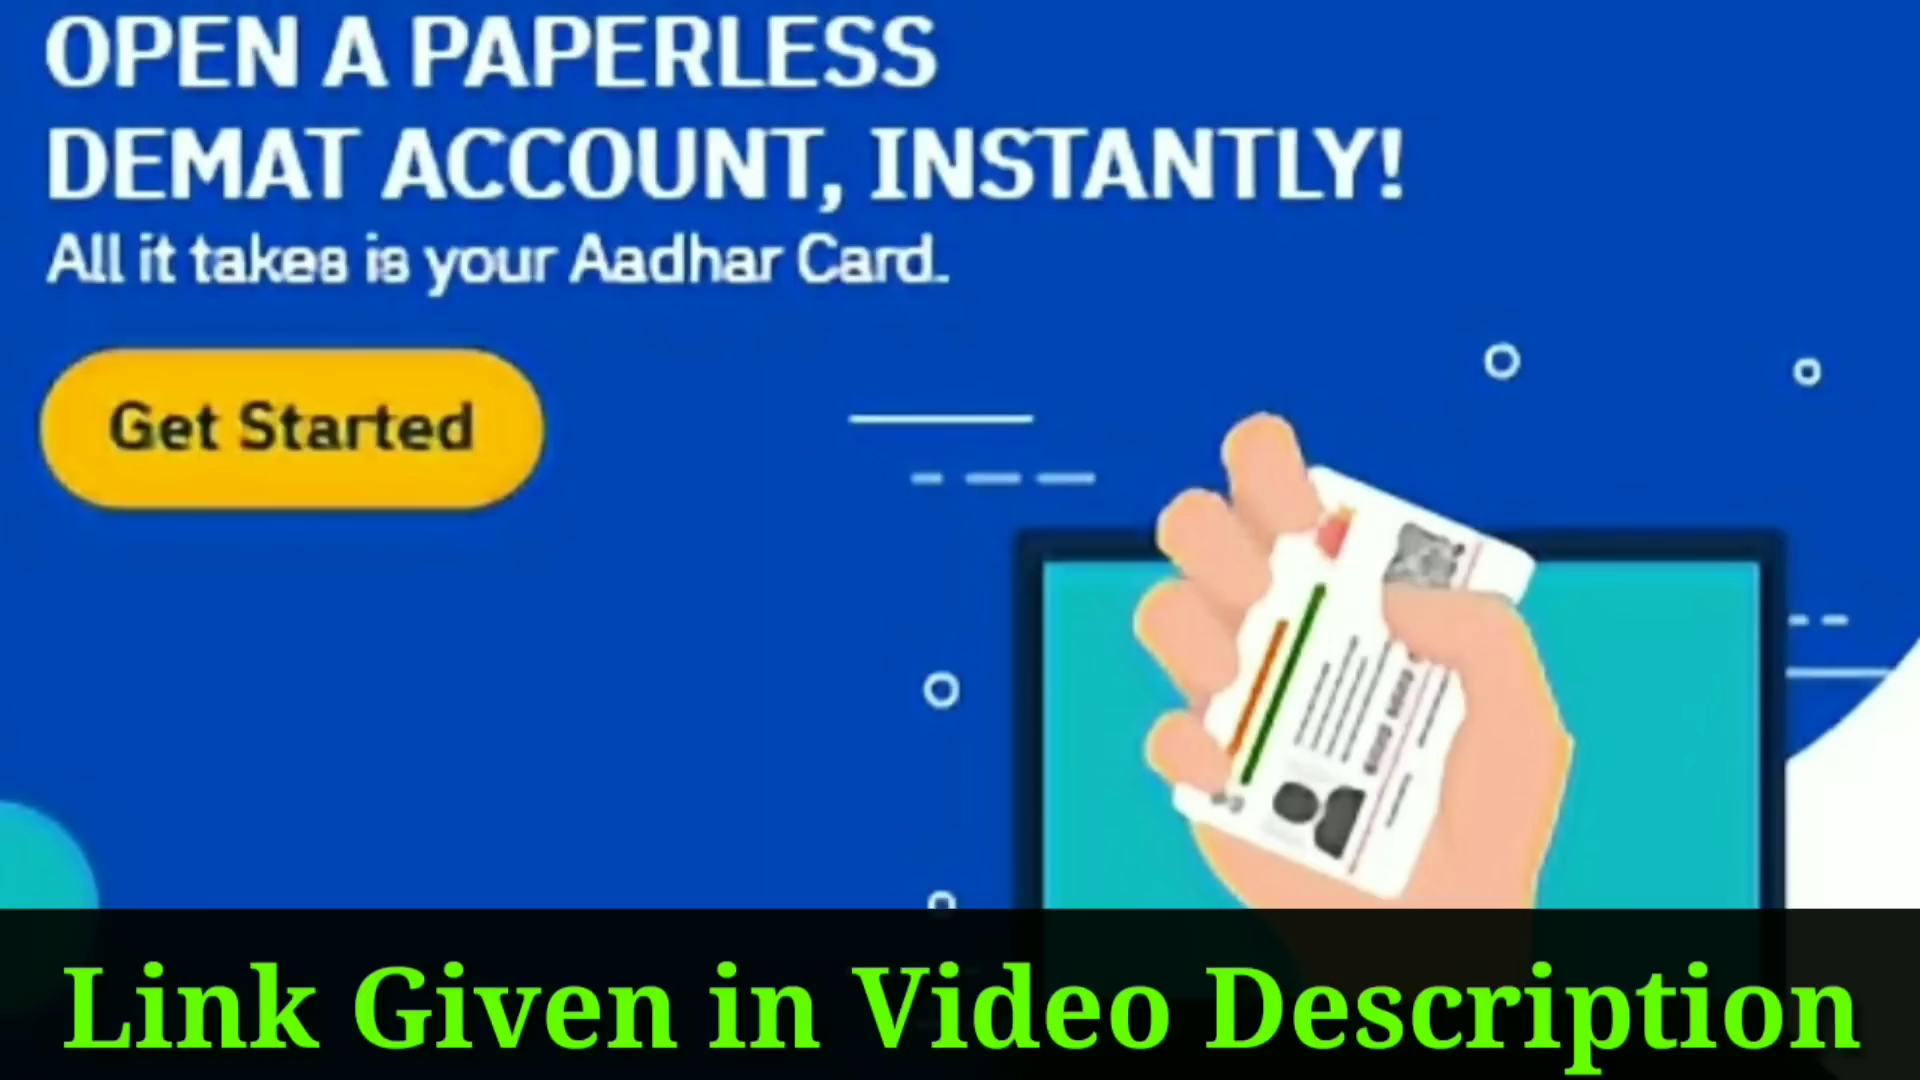 OPEN A PAPERLESS
DEMAT ACCOUNT, INSTANTLY!
All it takes is your Aadhar Card.
Get Started
Link Given in Video Description